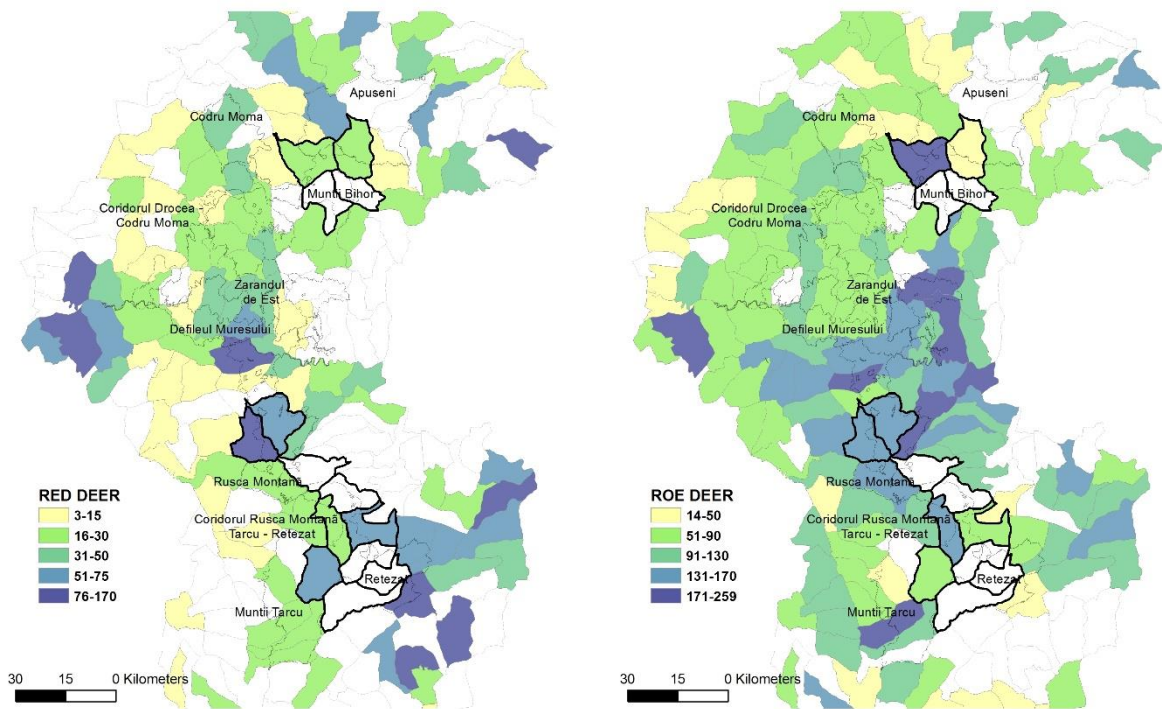 Apuseni
Codru Moma
Muntii Bihor
Coridorul Drocea -
Codru Moma
Zarandul
de Est
Defileul Muresului
Rusca Montană
RED DEER
3-15
16-30
31-50
51-75
76-170
Coridorul Rusca Montană
Tarcu - Retezat
Retezat
Muntii Tarcu
30 15 0 Kilometers
Apuseni
Codru Moma
Muntii Bihor
Coridorul Drocea -
Codru Moma
Zarandul
de Est
Defileul Muresului
Rusca Montană
ROE DEER
14-50
51-90
91-130
131-170
171-259
Coridorul Rusca Montană
Tarcu - Retezat
Retezat
Muntii Tarcu
30 15 0 Kilometers